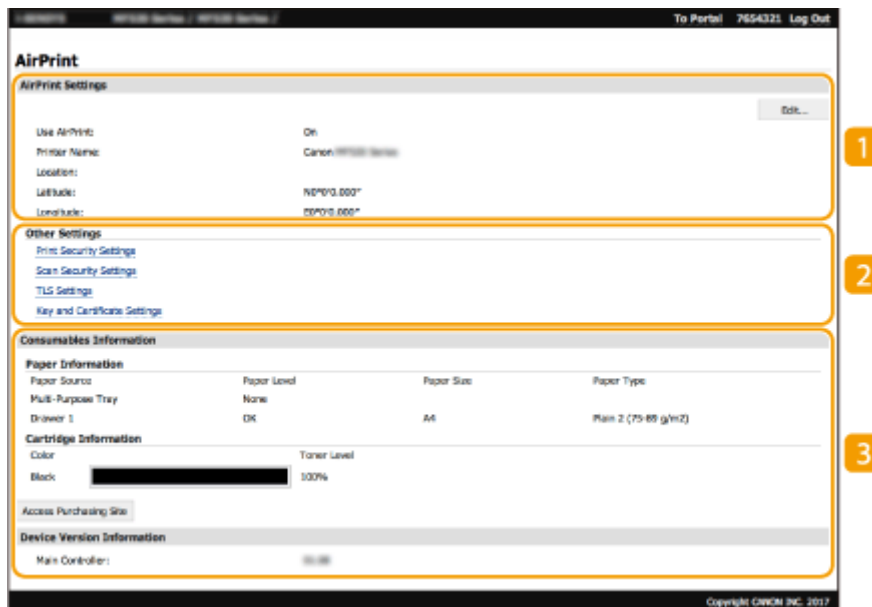 To Portal 7654321 Log Out
AirPrint
AirPrint Settings
Edit...
Use AirPrint: On
Printer Name: Canon
Location:
Latitude: N0°0'0.000"
Longitude: E0°0'0.000"
1
Other Settings
Print Security Settings
Scan Security Settings
TLS Settings
Key and Certificate Settings
2
Consumables Information
Paper Information
Paper Source Paper Level Paper Size Paper Type
Multi-Purpose Tray None
Drawer 1 OK A4 Plain 2 (75-89 g/m2)
Cartridge Information
Color Toner Level
Black 100%
3
Access Purchasing Site
Device Version Information
Main Controller:
Copyright CANON INC. 2017